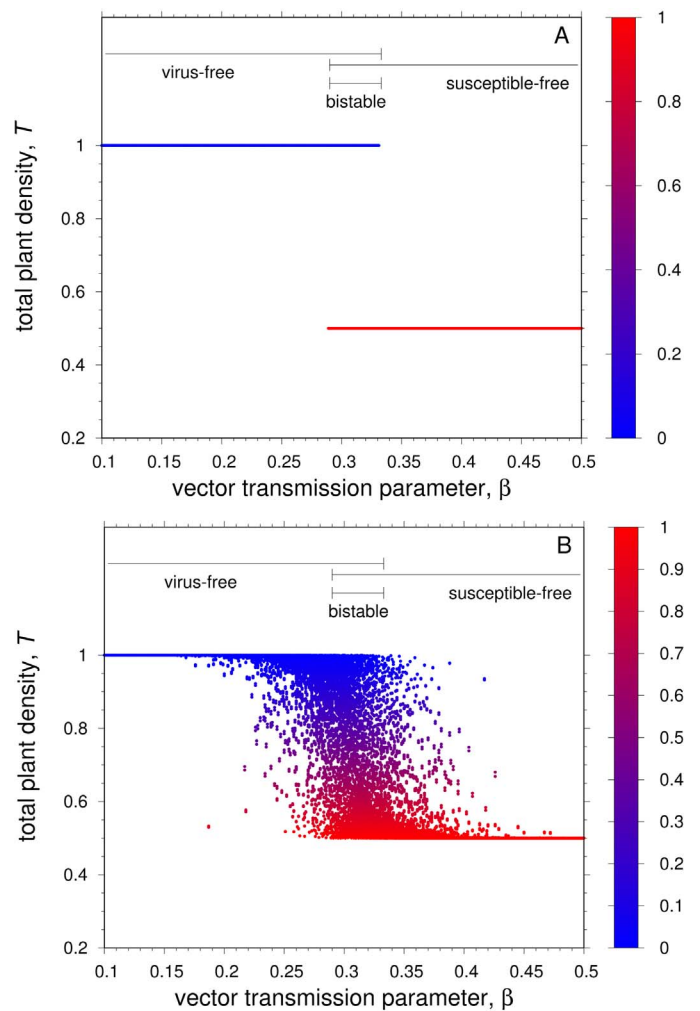 A
virus-free
susceptible-free
bistable
total plant density, T
1
0.8
0.6
0.4
0.2
0.1 0.15 0.2 0.25 0.3 0.35 0.4 0.45 0.5
vector transmission parameter, β
1
0.8
0.6
0.4
0.2
0
B
virus-free
susceptible-free
bistable
total plant density, T
1
0.8
0.6
0.4
0.2
0.1 0.15 0.2 0.25 0.3 0.35 0.4 0.45 0.5
vector transmission parameter, β
1
0.9
0.8
0.7
0.6
0.5
0.4
0.3
0.2
0.1
0